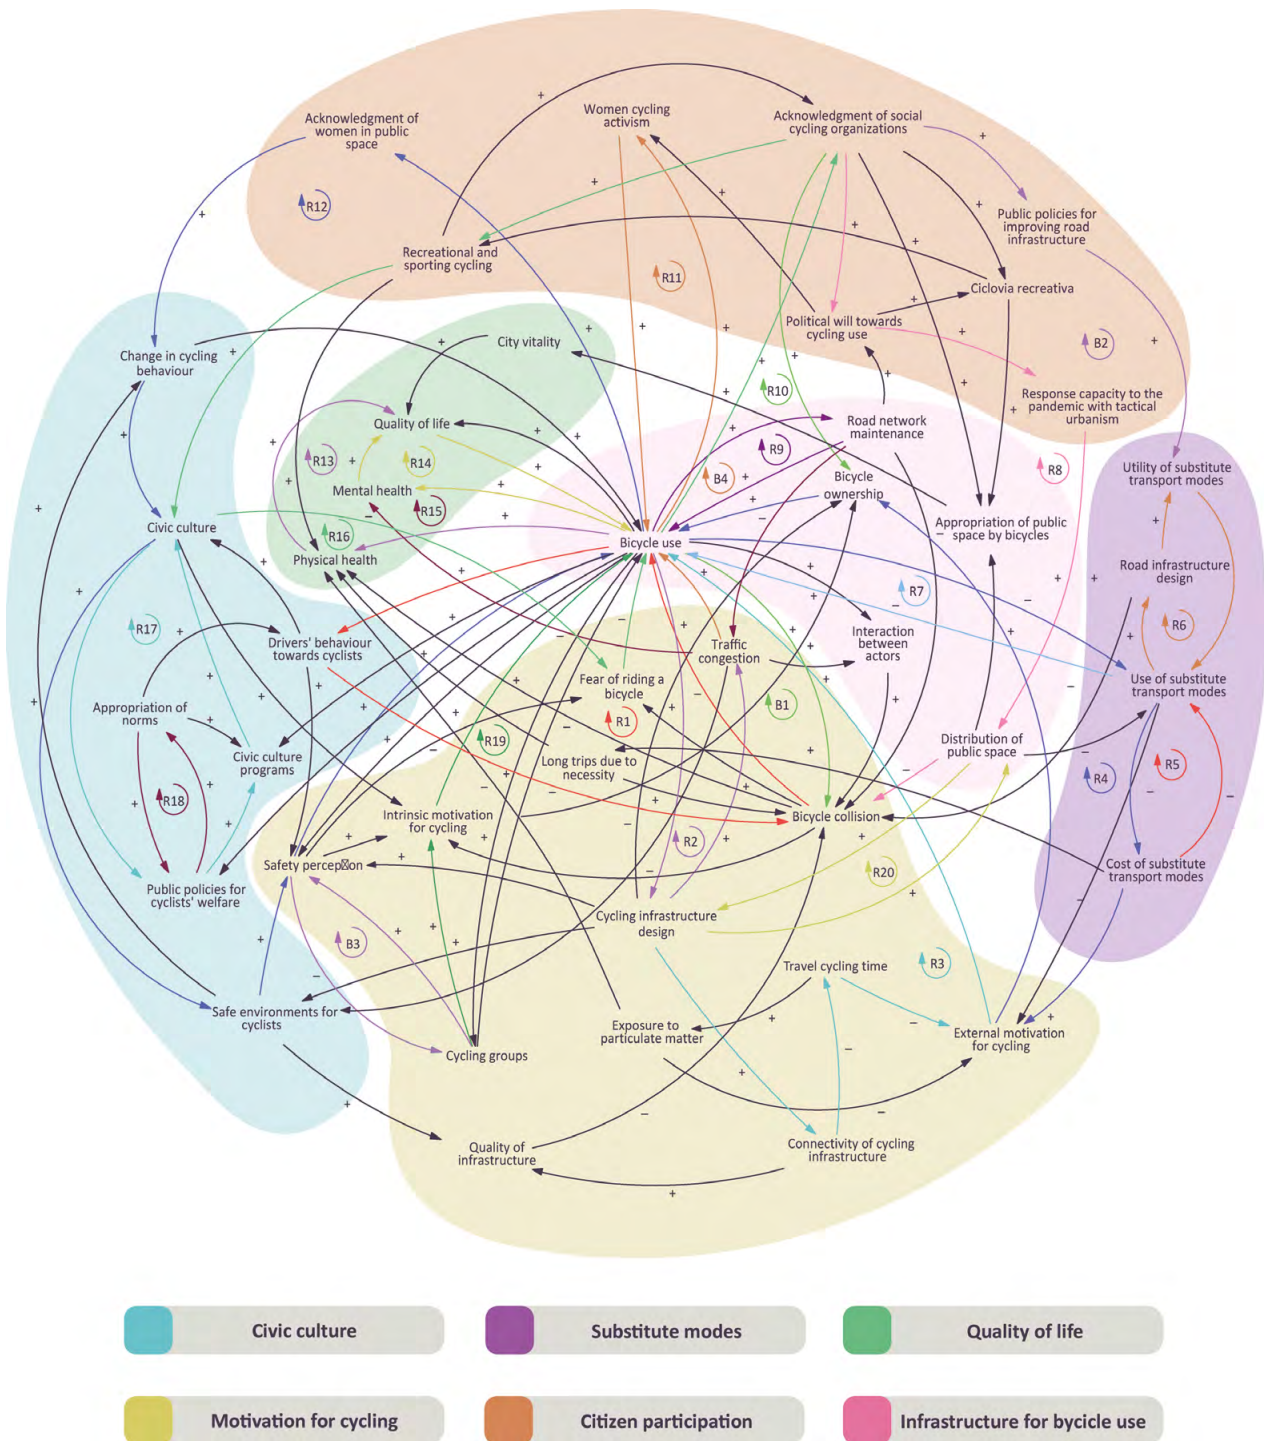 Acknowledgment of
women in public
space
Women cycling
activism
Acknowledgment of social
cycling organizations
Public policies for
improving road
infrastructure
R12
Recreational and
sporting cycling
R11
Ciclovia recreativa
Political will towards
cycling use
B2
Change in cycling
behaviour
City vitality
R10
Response capacity to the
pandemic with tactical
urbanism
Quality of life
Road network
maintenance
R13
R14
R9
B4
R8
Utility of substitute
transport modes
Mental health
R15
Bicycle
ownership
Civic culture
R16
Physical health
Bicycle use
Appropriation of public
space by bicycles
Road infrastructure
design
R7
R17
Drivers' behaviour
towards cyclists
Traffic
congestion
Interaction
between
actors
R6
Fear of riding a
bicycle
Use of substitute
transport modes
Appropriation of
norms
R1
B1
R19
Distribution of
public space
Civic culture
programs
Long trips due to
necessity
R4
R5
R18
Intrinsic motivation
for cycling
Bicycle collision
R2
Safety percep on
R20
Cost of substitute
transport modes
Public policies for
cyclists' welfare
Cycling infrastructure
design
B3
Travel cycling time
R3
Safe environments for
cyclists
Exposure to
particulate matter
External motivation
for cycling
Cycling groups
Quality of
infrastructure
Connectivity of cycling
infrastructure
Civic culture
Substitute modes
Quality of life
Motivation for cycling
Citizen participation
Infrastructure for bycicle use